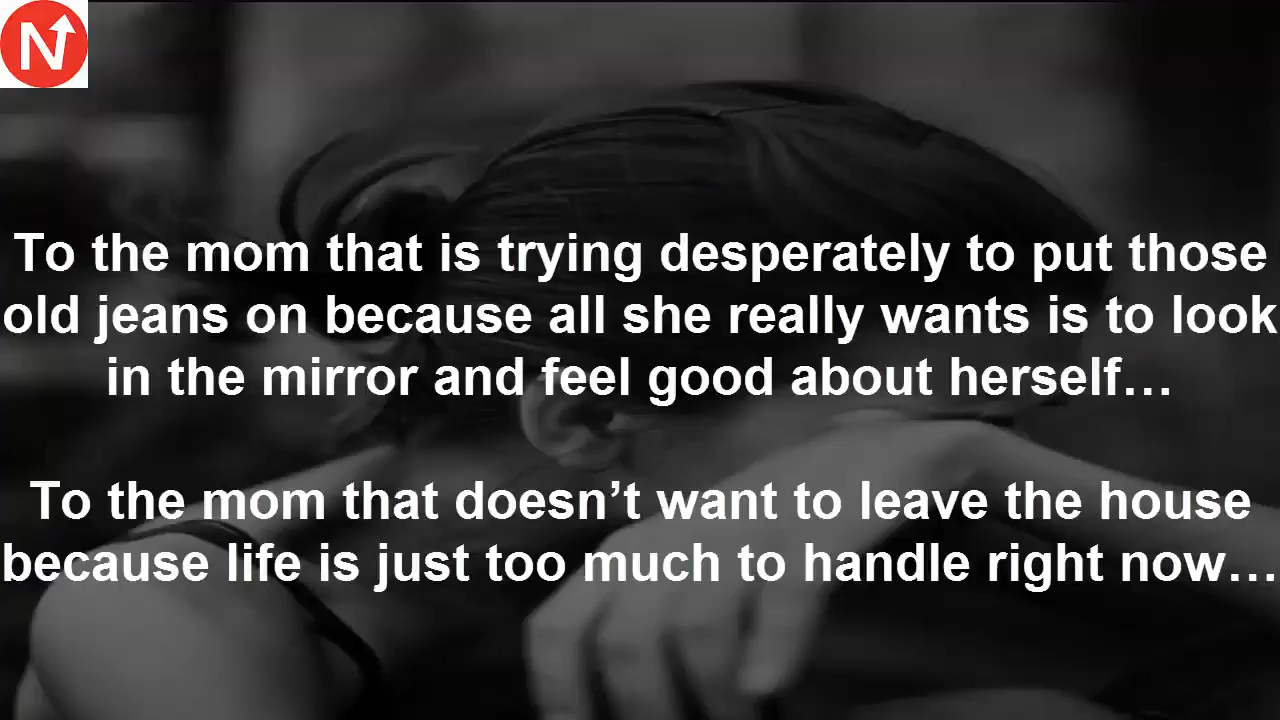 N
To the mom that is trying desperately to put those
old jeans on because all she really wants is to look
in the mirror and feel good about herself…
To the mom that doesn’t want to leave the house
because life is just too much to handle right now…